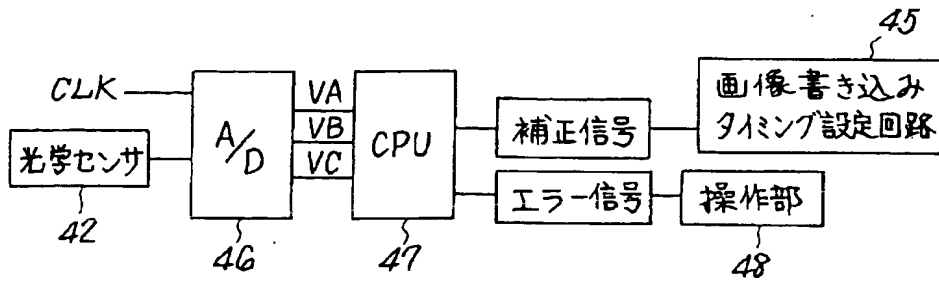 45
CLK
光学センサ
42
A/D
46
VA
VB
VC
CPU
47
補正信号
画像書き込み
タイミング設定回路
エラー信号
操作部
48